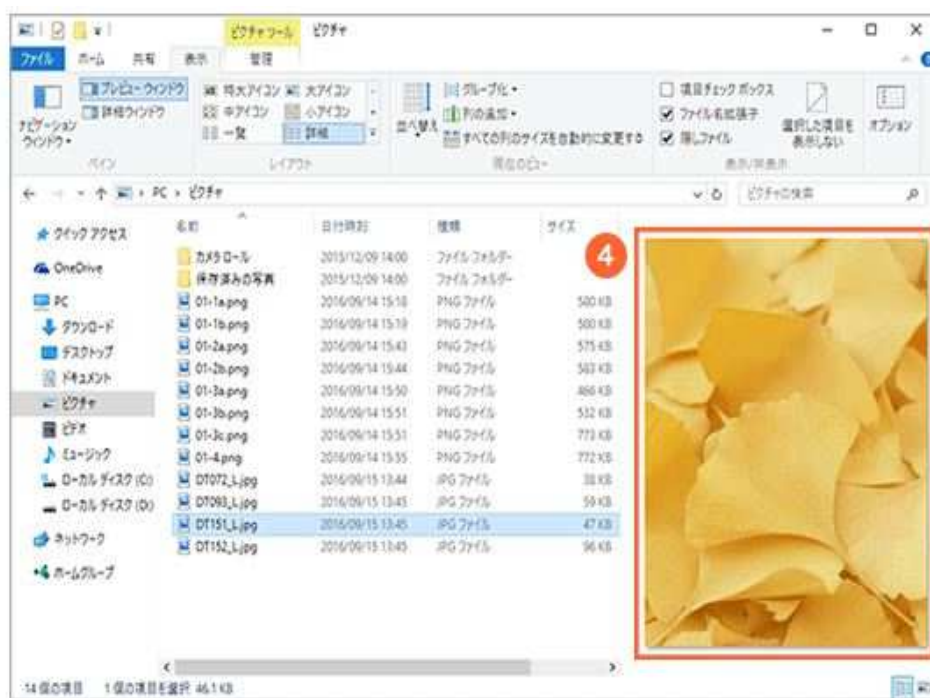 ピクチャ ツール ピクチャ
ファイル ホーム 共有 表示 管理
ナビゲーション ウィンドウ
プレビュー ウィンドウ
詳細ウィンドウ
ペイン
特大アイコン 大アイコン
中アイコン 小アイコン
一覧 詳細
レイアウト
並べ替え
グループ化
列の追加
すべての列のサイズを自動的に変更する
現在のビュー
項目チェック ボックス
ファイル名拡張子
隠しファイル
選択した項目を
表示しない
表示/非表示
オプション
PC ピクチャ
ピクチャの検索
クイック アクセス
OneDrive
PC
ダウンロード
デスクトップ
ドキュメント
ピクチャ
ビデオ
ミュージック
ローカル ディスク (C:)
ローカル ディスク (D:)
ネットワーク
ホームグループ
名前 日付時刻 種類 サイズ
カメラロール 2015/12/09 14:00 ファイル フォルダー
保存済みの写真 2015/12/09 14:00 ファイル フォルダー
01-1a.png 2016/09/14 15:18 PNG ファイル 580 KB
01-1b.png 2016/09/14 15:19 PNG ファイル 580 KB
01-2a.png 2016/09/14 15:43 PNG ファイル 575 KB
01-2b.png 2016/09/14 15:44 PNG ファイル 583 KB
01-3a.png 2016/09/14 15:50 PNG ファイル 466 KB
01-3b.png 2016/09/14 15:51 PNG ファイル 532 KB
01-3c.png 2016/09/14 15:51 PNG ファイル 773 KB
01-4.png 2016/09/14 15:55 PNG ファイル 772 KB
DT072_L.jpg 2016/09/15 13:44 JPG ファイル 38 KB
DT093_L.jpg 2016/09/15 13:45 JPG ファイル 59 KB
DT151_L.jpg 2016/09/15 13:45 JPG ファイル 47 KB
DT152_L.jpg 2016/09/15 13:45 JPG ファイル 96 KB
4
14 個の項目 1 個の項目を選択 46.1 KB